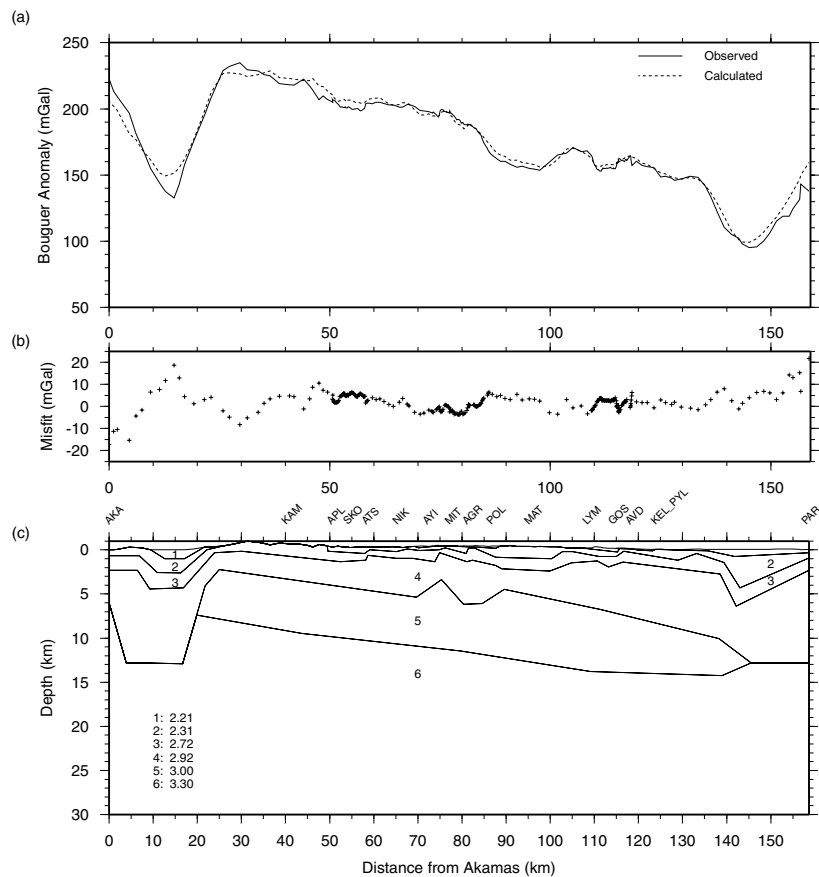 (a)
250
200
150
100
50
Bouguer Anomaly (mGal)
Observed
Calculated
0 50 100 150
(b)
20
10
0
-10
-20
Misfit (mGal)
0 50 100 150
AKA KAM APL SKO ATS NIK AYI MIT AGR POL MAT LYM GOS AVD KEL_PYL PAR
(c)
0
5
10
15
20
25
30
Depth (km)
1
2
3
4
5
6
2
3
1: 2.21
2: 2.31
3: 2.72
4: 2.92
5: 3.00
6: 3.30
0 10 20 30 40 50 60 70 80 90 100 110 120 130 140 150
Distance from Akamas (km)